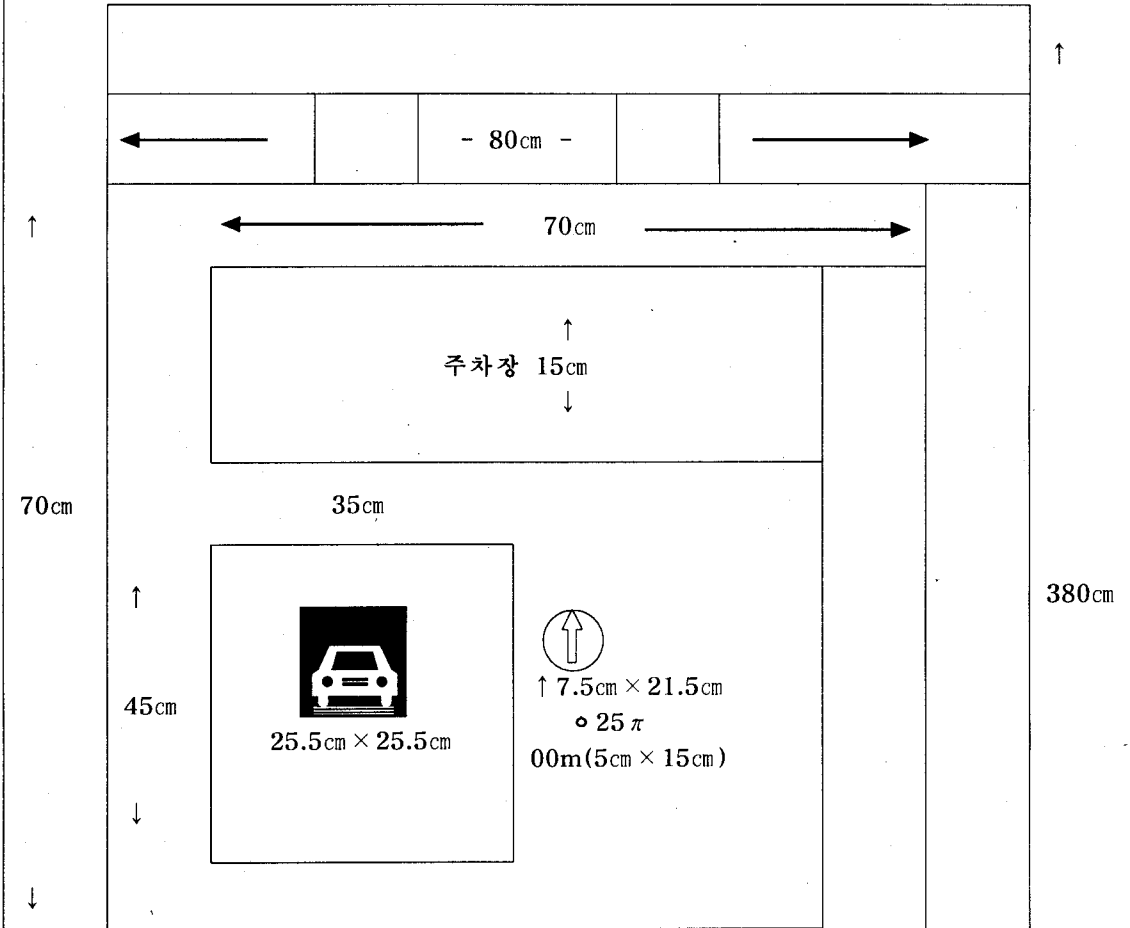 ↑
- 80㎝ -
↑
70㎝
↑
주차장 15㎝
↓
70㎝
35㎝
↑
380㎝
45㎝
25.5㎝ × 25.5㎝
↑ 7.5㎝ × 21.5㎝
ㅇ 25π
00m(5㎝ × 15㎝)
↓
↓